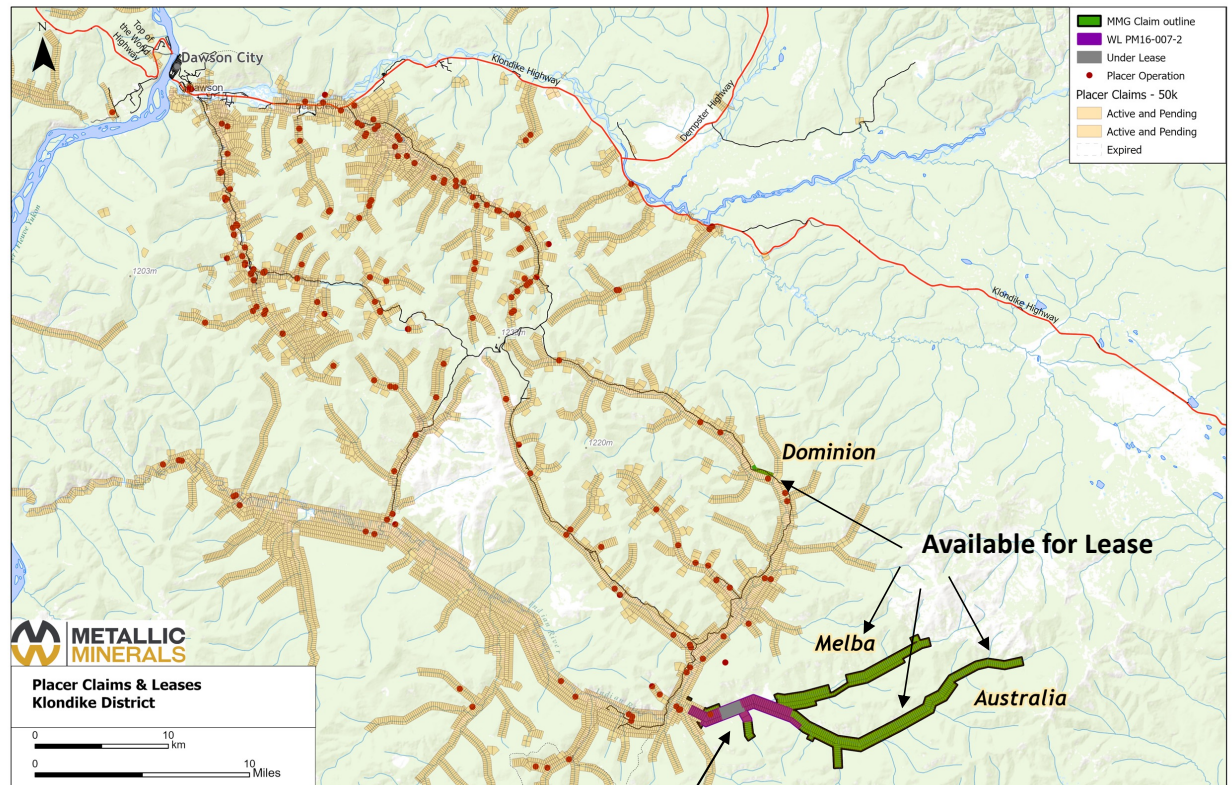 N
Top of
the World
Highway
Dawson City
Dawson
Klondike Highway
Dempster Highway
MMG Claim outline
WL PM16-007-2
Under Lease
Placer Operation
Placer Claims - 50k
Active and Pending
Active and Pending
Expired
1203m
Klondike Highway
1220m
Dominion
Available for Lease
Melba
Australia
Indian River
METALLIC
MINERALS
Placer Claims & Leases
Klondike District
0 10
km
0 10
Miles